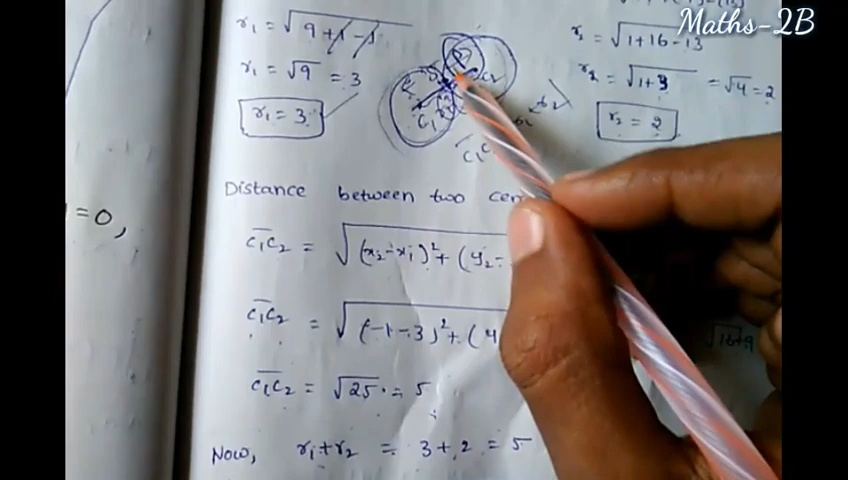 Maths-2B
r₁ = √9 + 1 - 1
r₁ = √9 = 3
r₁ = 3
C₁
C₂
r₂ = √1+16-13
r₂ = √1+3 = √4 = 2
r₂ = 2
= 0,
Distance between two cen
C₁C₂ = √(x₂-x₁)² + (y₂-
C₁C₂ = √(-1-3)² + (4
√16+9
C₁C₂ = √25 = 5
Now, r₁+r₂ = 3+2 = 5